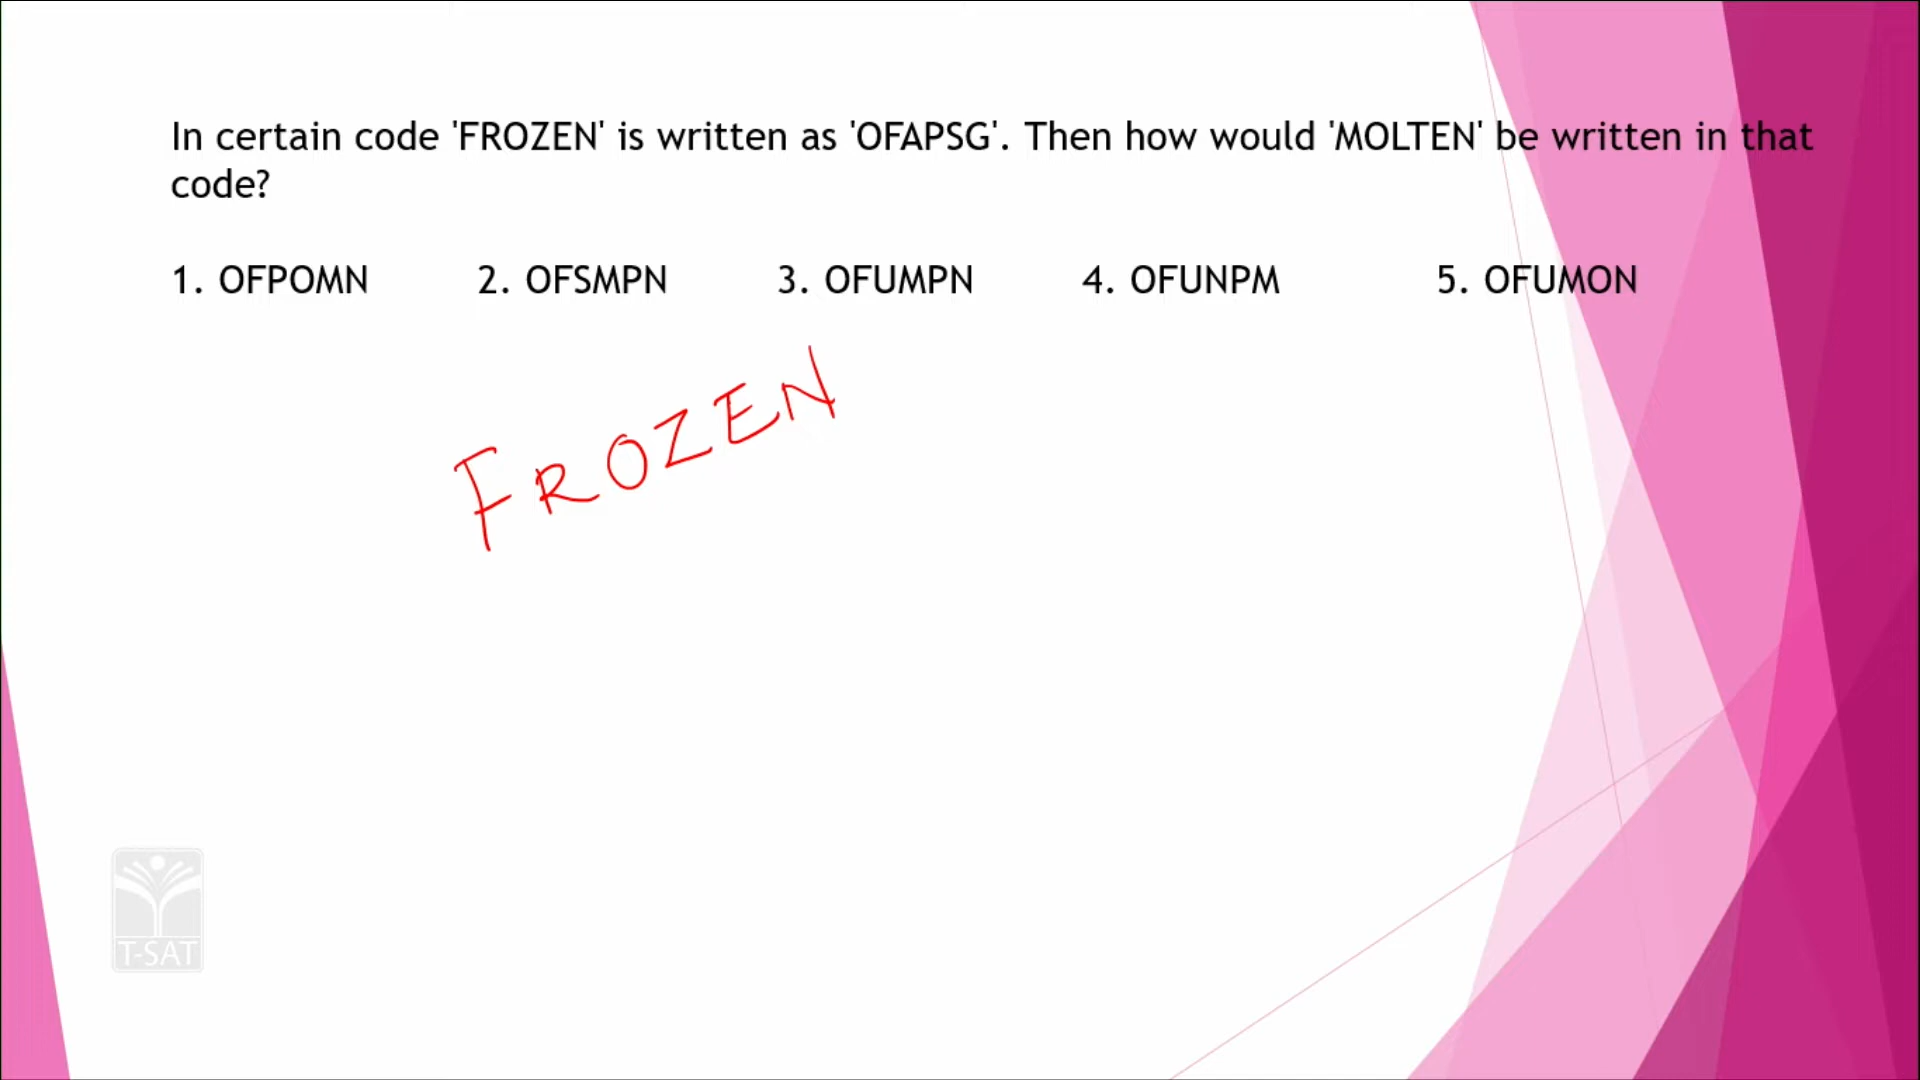 In certain code 'FROZEN' is written as 'OFAPSG'. Then how would 'MOLTEN' be written in that
code?
1. OFPOMN 2. OFSMPN 3. OFUMPN 4. OFUNPM 5. OFUMON
FROZEN
T-SAT